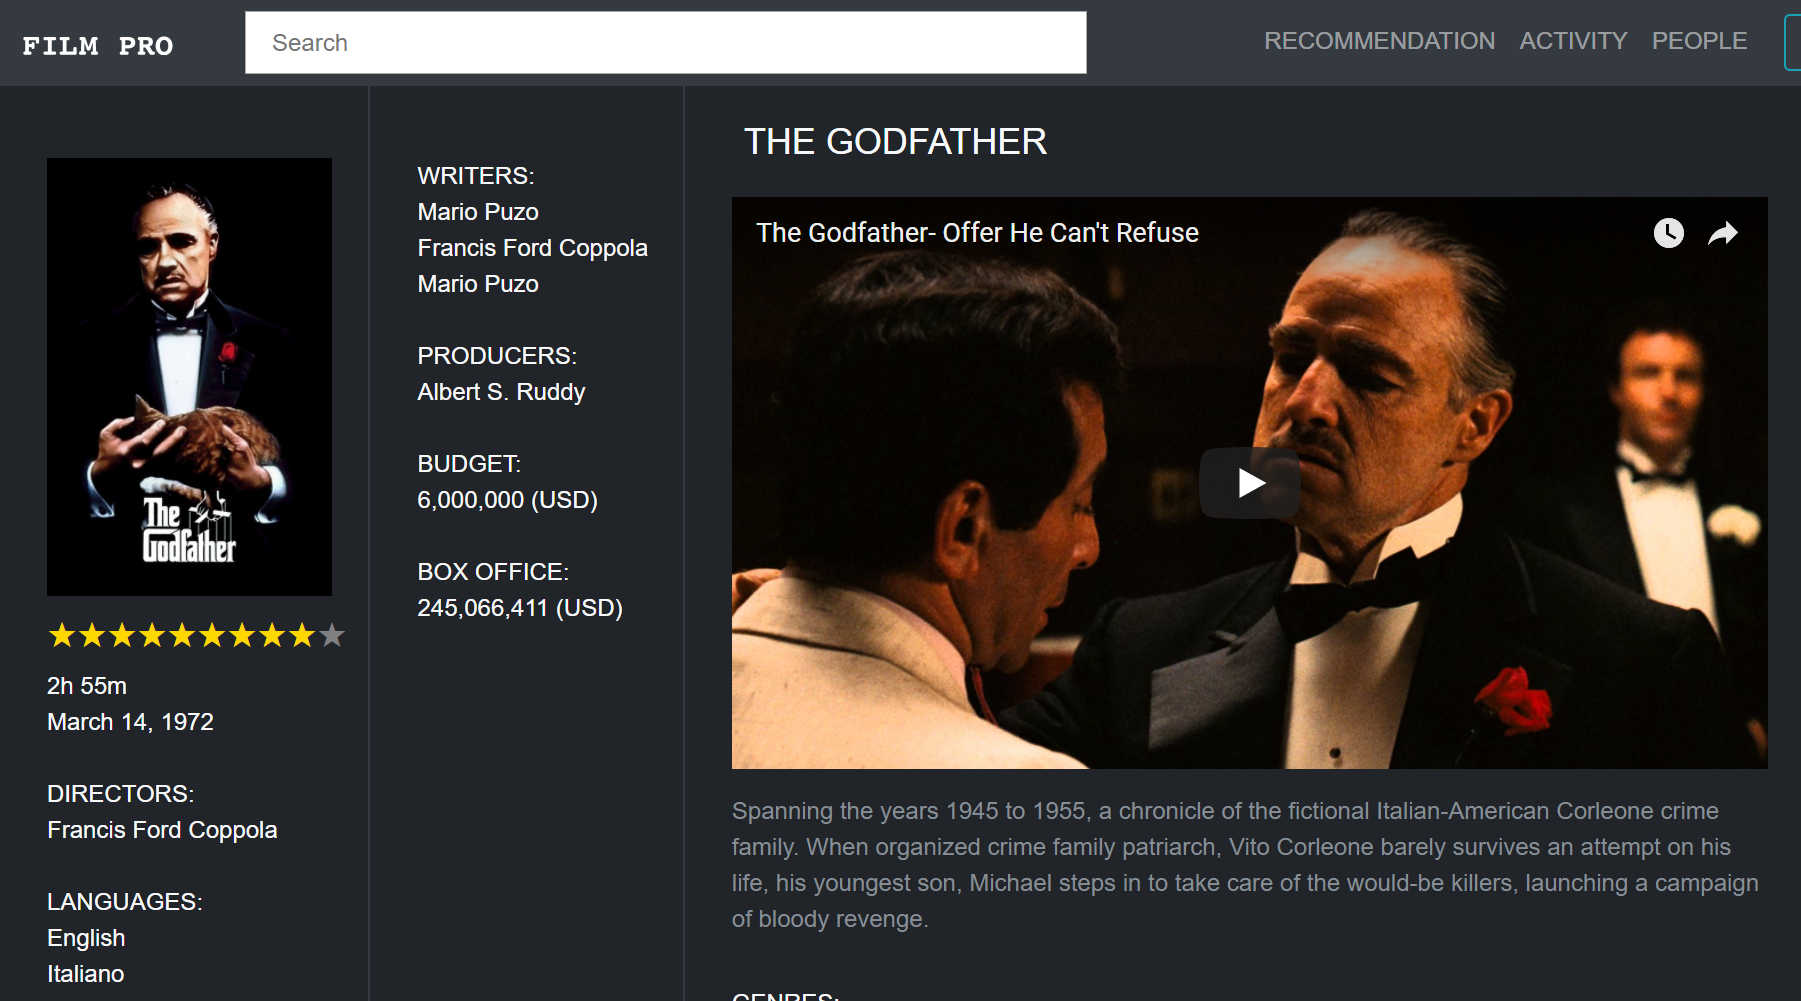 FILM PRO
Search
RECOMMENDATION
ACTIVITY
PEOPLE
The
Godfather
2h 55m
March 14, 1972
DIRECTORS:
Francis Ford Coppola
LANGUAGES:
English
Italiano
WRITERS:
Mario Puzo
Francis Ford Coppola
Mario Puzo
PRODUCERS:
Albert S. Ruddy
BUDGET:
6,000,000 (USD)
BOX OFFICE:
245,066,411 (USD)
THE GODFATHER
The Godfather- Offer He Can't Refuse
Spanning the years 1945 to 1955, a chronicle of the fictional Italian-American Corleone crime
family. When organized crime family patriarch, Vito Corleone barely survives an attempt on his
life, his youngest son, Michael steps in to take care of the would-be killers, launching a campaign
of bloody revenge.
GENRES: